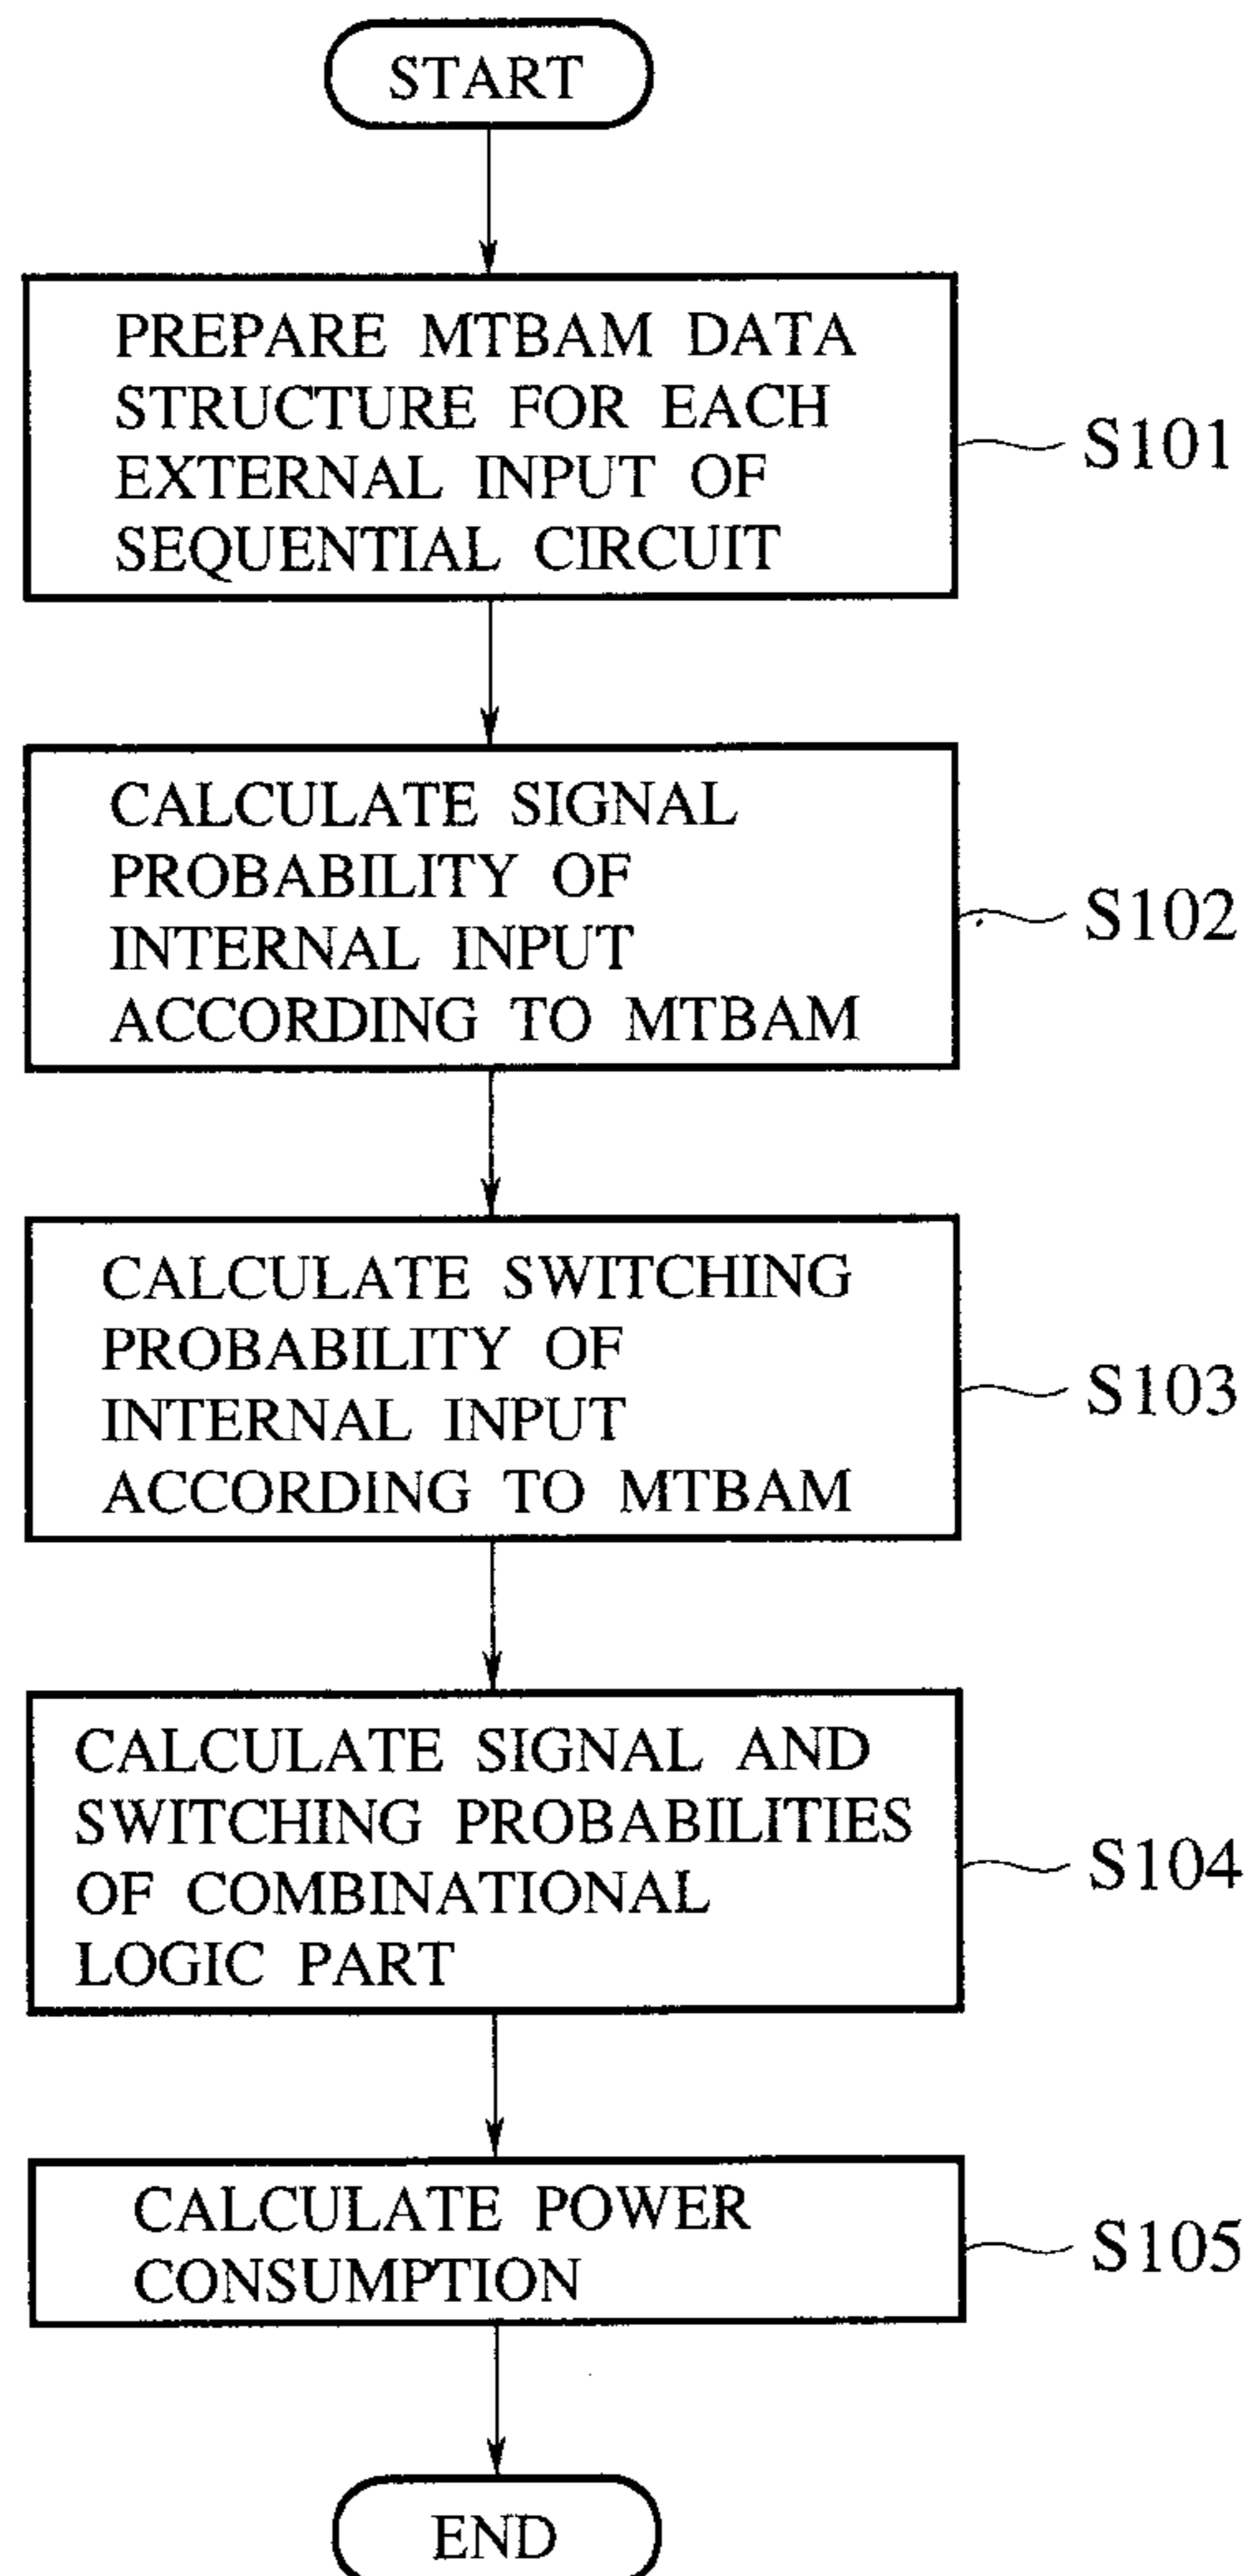 START
PREPARE MTBAM DATA
STRUCTURE FOR EACH
EXTERNAL INPUT OF
SEQUENTIAL CIRCUIT
S101
CALCULATE SIGNAL
PROBABILITY OF
INTERNAL INPUT
ACCORDING TO MTBAM
S102
CALCULATE SWITCHING
PROBABILITY OF
INTERNAL INPUT
ACCORDING TO MTBAM
S103
CALCULATE SIGNAL AND
SWITCHING PROBABILITIES
OF COMBINATIONAL
LOGIC PART
S104
CALCULATE POWER
CONSUMPTION
S105
END